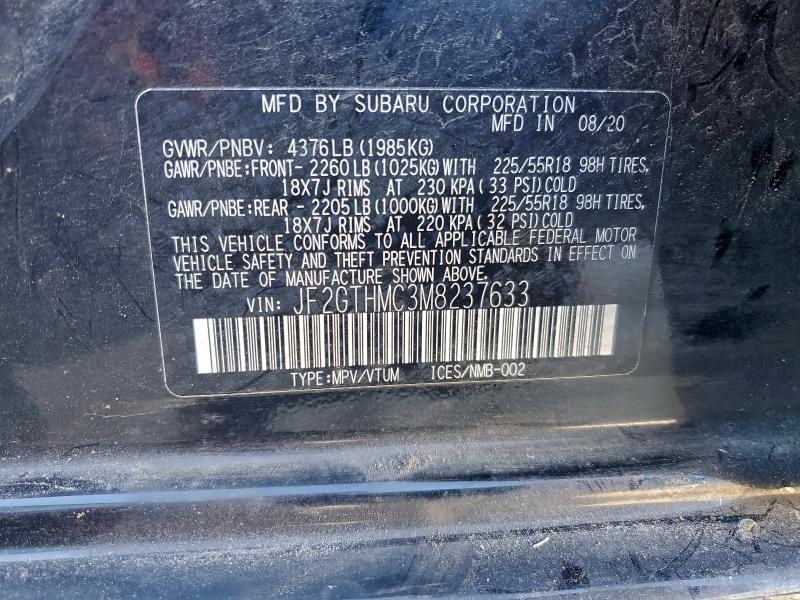 MFD BY SUBARU CORPORATION
MFD IN 08/20
GVWR/PNBV: 4376LB(1985KG)
GAWR/PNBE:FRONT- 2260LB(1025KG)WITH 225/55R18 98H TIRES,
18X7J RIMS AT 230 KPA( 33 PSI)COLD
GAWR/PNBE:REAR - 2205LB(1000KG)WITH 225/55R18 98H TIRES,
18X7J RIMS AT 220 KPA( 32 PSI)COLD
THIS VEHICLE CONFORMS TO ALL APPLICABLE FEDERAL MOTOR
VEHICLE SAFETY AND THEFT PREVENTION STANDARDS IN EFFECT ON
THE DATE OF MANUFACTURE SHOWN ABOVE.
VIN: JF2GTHMC3M8237633
TYPE:MPV/VTUM ICES/NMB-002